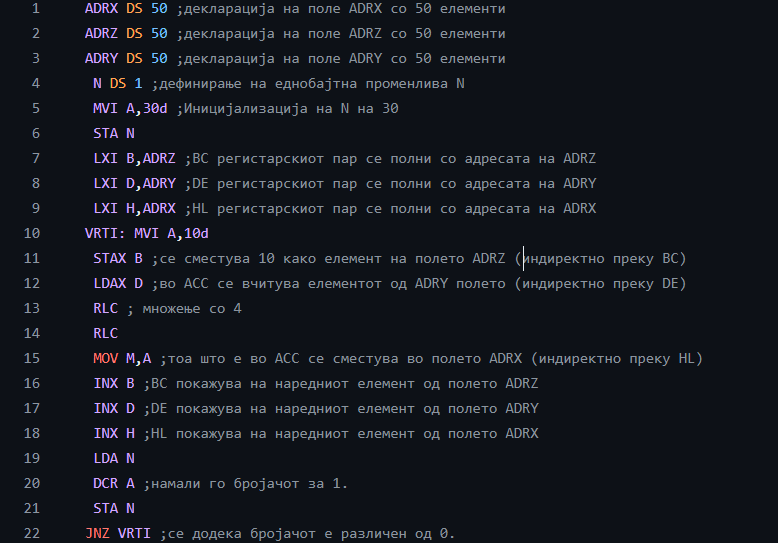 1 ADRX DS 50 ;декларација на поле ADRX со 50 елементи
2 ADRZ DS 50 ;декларација на поле ADRZ со 50 елементи
3 ADRY DS 50 ;декларација на поле ADRY со 50 елементи
4 N DS 1 ;дефинирање на еднобајтна променлива N
5 MVI A,30d ;Иницијализација на N на 30
6 STA N
7 LXI B,ADRZ ;BC регистарскиот пар се полни со адресата на ADRZ
8 LXI D,ADRY ;DE регистарскиот пар се полни со адресата на ADRY
9 LXI H,ADRX ;HL регистарскиот пар се полни со адресата на ADRX
10 VRTI: MVI A,10d
11 STAX B ;се сместува 10 како елемент на полето ADRZ (индиректно преку BC)
12 LDAX D ;во ACC се вчитува елементот од ADRY полето (индиректно преку DE)
13 RLC ; множење со 4
14 RLC
15 MOV M,A ;тоа што е во ACC се сместува во полето ADRX (индиректно преку HL)
16 INX B ;BC покажува на наредниот елемент од полето ADRZ
17 INX D ;DE покажува на наредниот елемент од полето ADRY
18 INX H ;HL покажува на наредниот елемент од полето ADRX
19 LDA N
20 DCR A ;намали го бројачот за 1.
21 STA N
22 JNZ VRTI ;се додека бројачот е различен од 0.